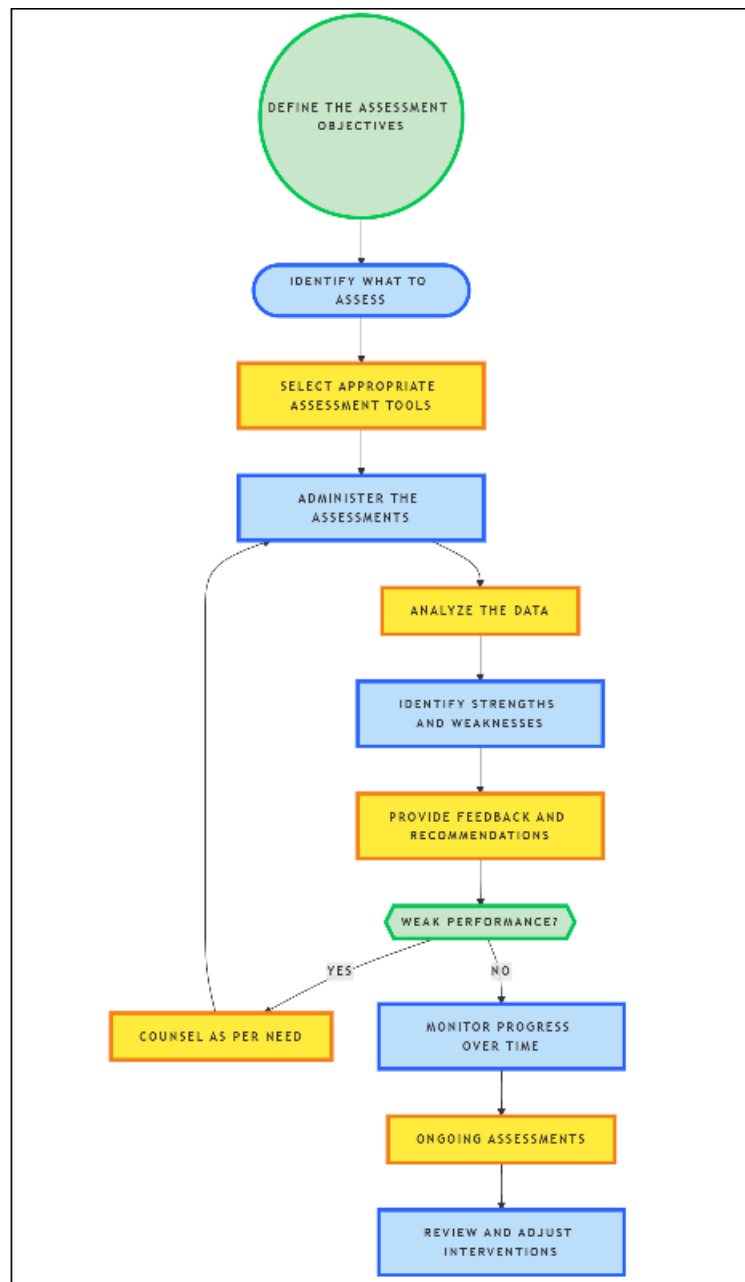 DEFINE THE ASSESSMENT
OBJECTIVES
IDENTIFY WHAT TO
ASSESS
SELECT APPROPRIATE
ASSESSMENT TOOLS
ADMINISTER THE
ASSESSMENTS
ANALYZE THE DATA
IDENTIFY STRENGTHS
AND WEAKNESSES
PROVIDE FEEDBACK AND
RECOMMENDATIONS
WEAK PERFORMANCE?
YES
NO
COUNSEL AS PER NEED
MONITOR PROGRESS
OVER TIME
ONGOING ASSESSMENTS
REVIEW AND ADJUST
INTERVENTIONS